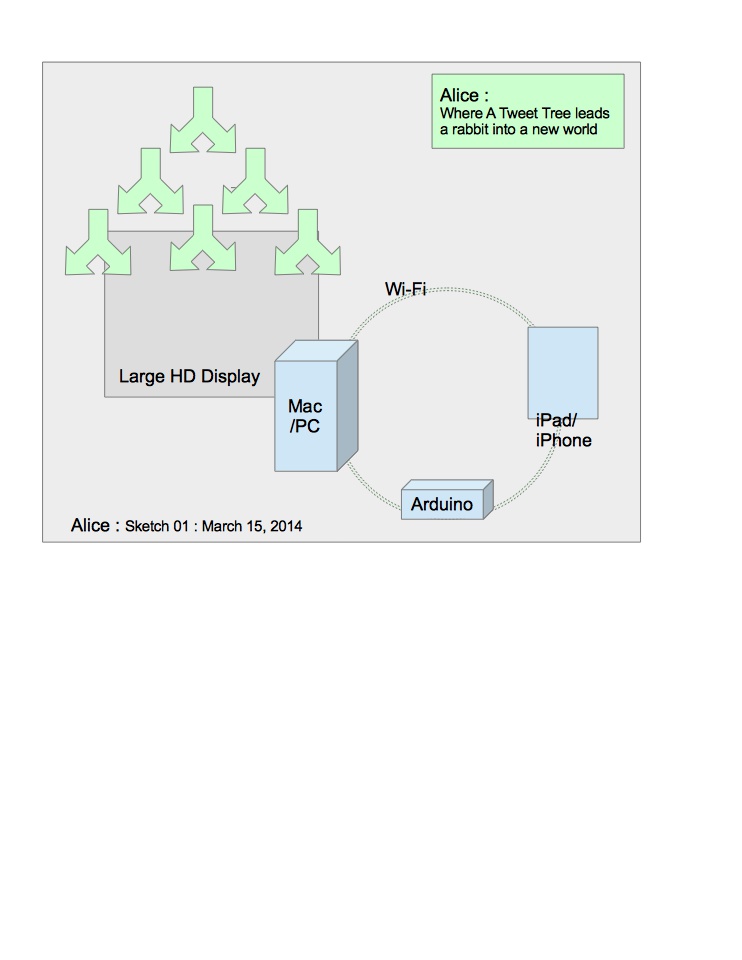 Alice :
Where A Tweet Tree leads
a rabbit into a new world
Wi-Fi
Large HD Display
Mac
/PC
iPad/
iPhone
Arduino
Alice : Sketch 01 : March 15, 2014